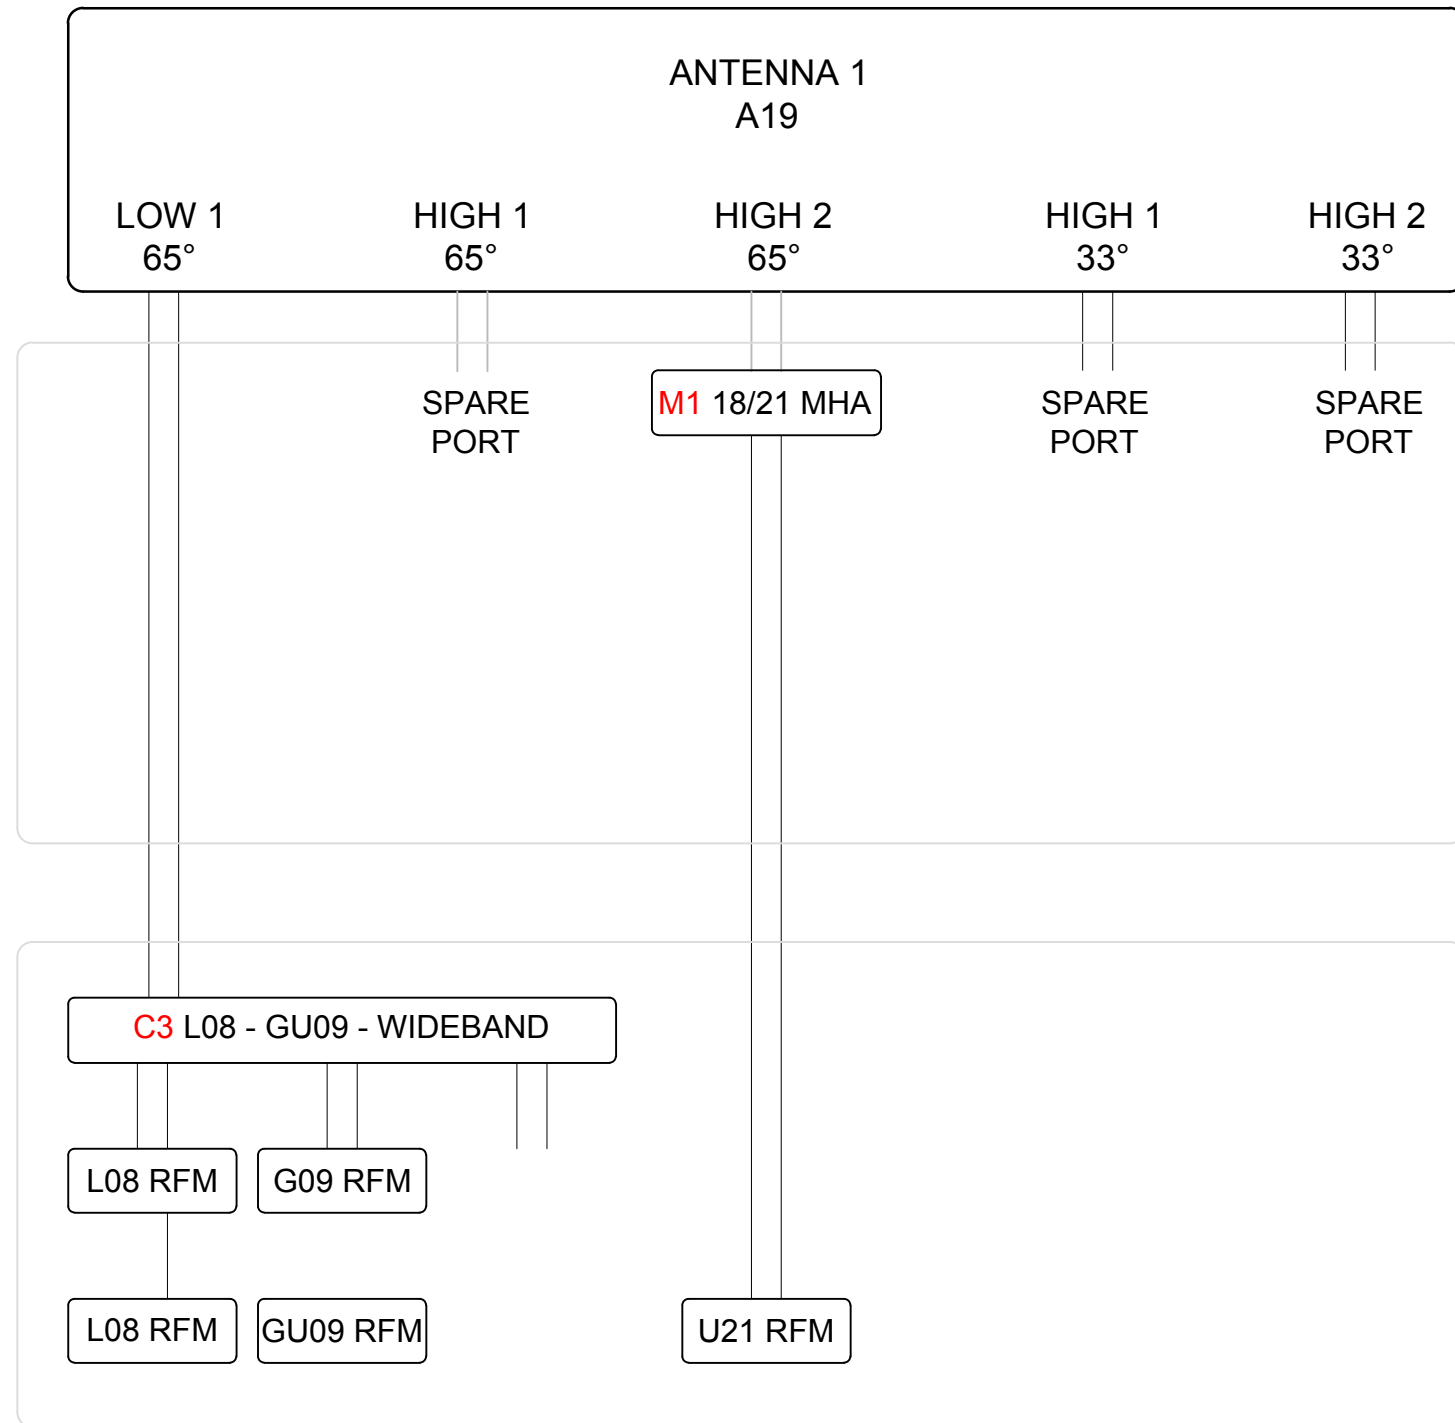 ANTENNA 1
A19
LOW 1
65°
HIGH 1
65°
HIGH 2
65°
HIGH 1
33°
HIGH 2
33°
SPARE
PORT
M1 18/21 MHA
SPARE
PORT
SPARE
PORT
C3 L08 - GU09 - WIDEBAND
L08 RFM
G09 RFM
L08 RFM
GU09 RFM
U21 RFM